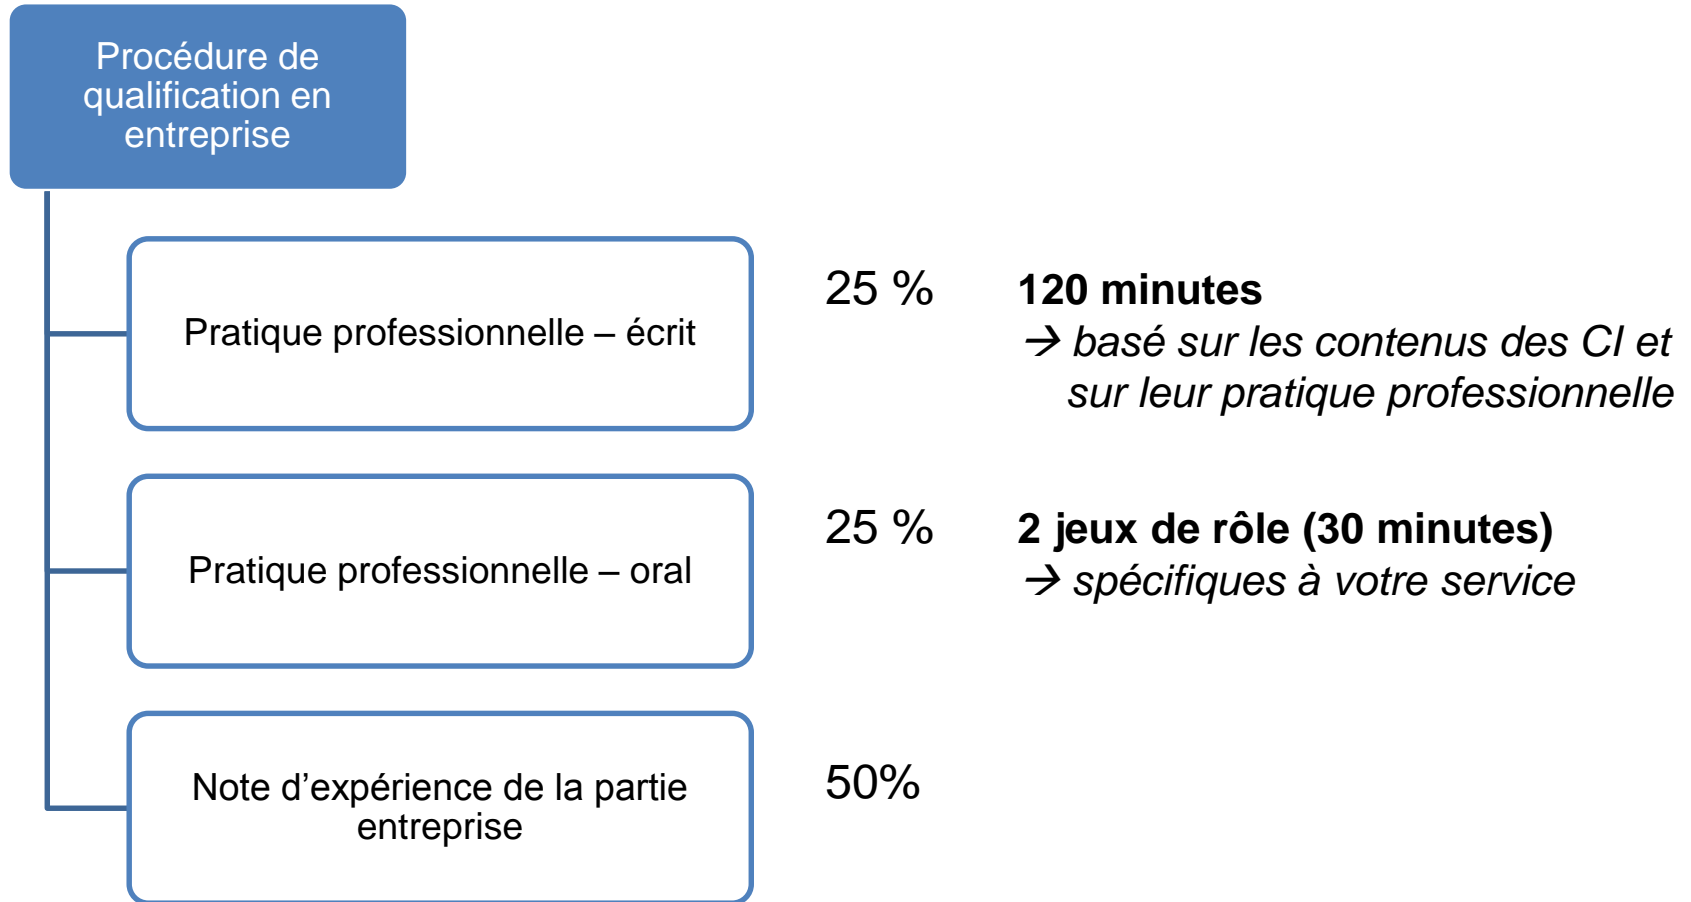 Procédure de
qualification en
entreprise
Pratique professionnelle – écrit
25 %
120 minutes
→ basé sur les contenus des CI et
sur leur pratique professionnelle
Pratique professionnelle – oral
25 %
2 jeux de rôle (30 minutes)
→ spécifiques à votre service
Note d’expérience de la partie
entreprise
50%